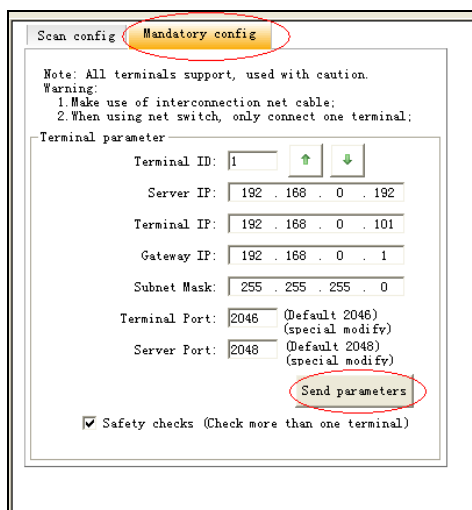 Scan config Mandatory config
Note: All terminals support, used with caution.
Warning:
1.Make use of interconnection net cable;
2.When using net switch, only connect one terminal;
Terminal parameter
Terminal ID: 1
Server IP: 192 . 168 . 0 . 192
Terminal IP: 192 . 168 . 0 . 101
Gateway IP: 192 . 168 . 0 . 1
Subnet Mask: 255 . 255 . 255 . 0
Terminal Port: 2046 (Default 2046)
(special modify)
Server Port: 2048 (Default 2048)
(special modify)
Send parameters
Safety checks (Check more than one terminal)